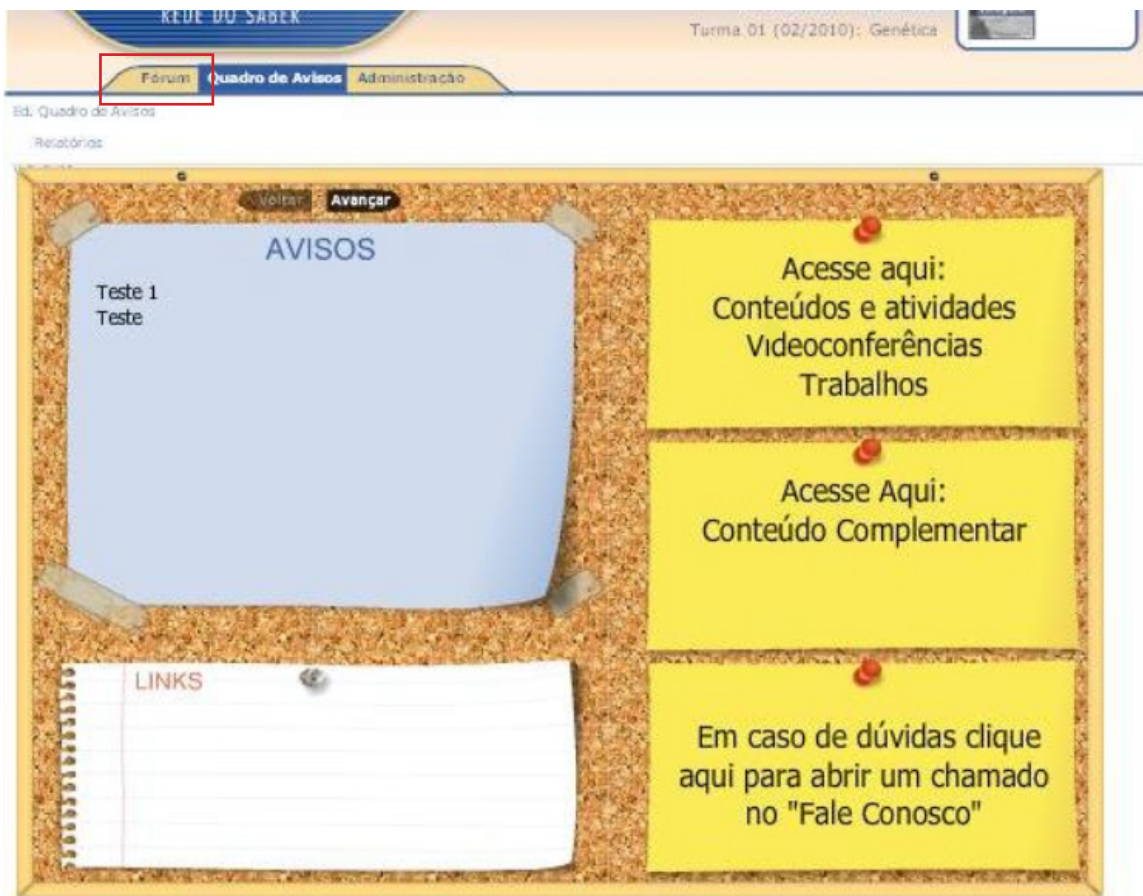 REDE DO SABER
Turma 01 (02/2010): Genética
Fórum Quadro de Avisos Administração
Ed. Quadro de Avisos
Relatórios
Voltar Avançar
AVISOS
Teste 1
Teste
LINKS
Acesse aqui:
Conteúdos e atividades
Videoconferências
Trabalhos
Acesse Aqui:
Conteúdo Complementar
Em caso de dúvidas clique
aqui para abrir um chamado
no "Fale Conosco"